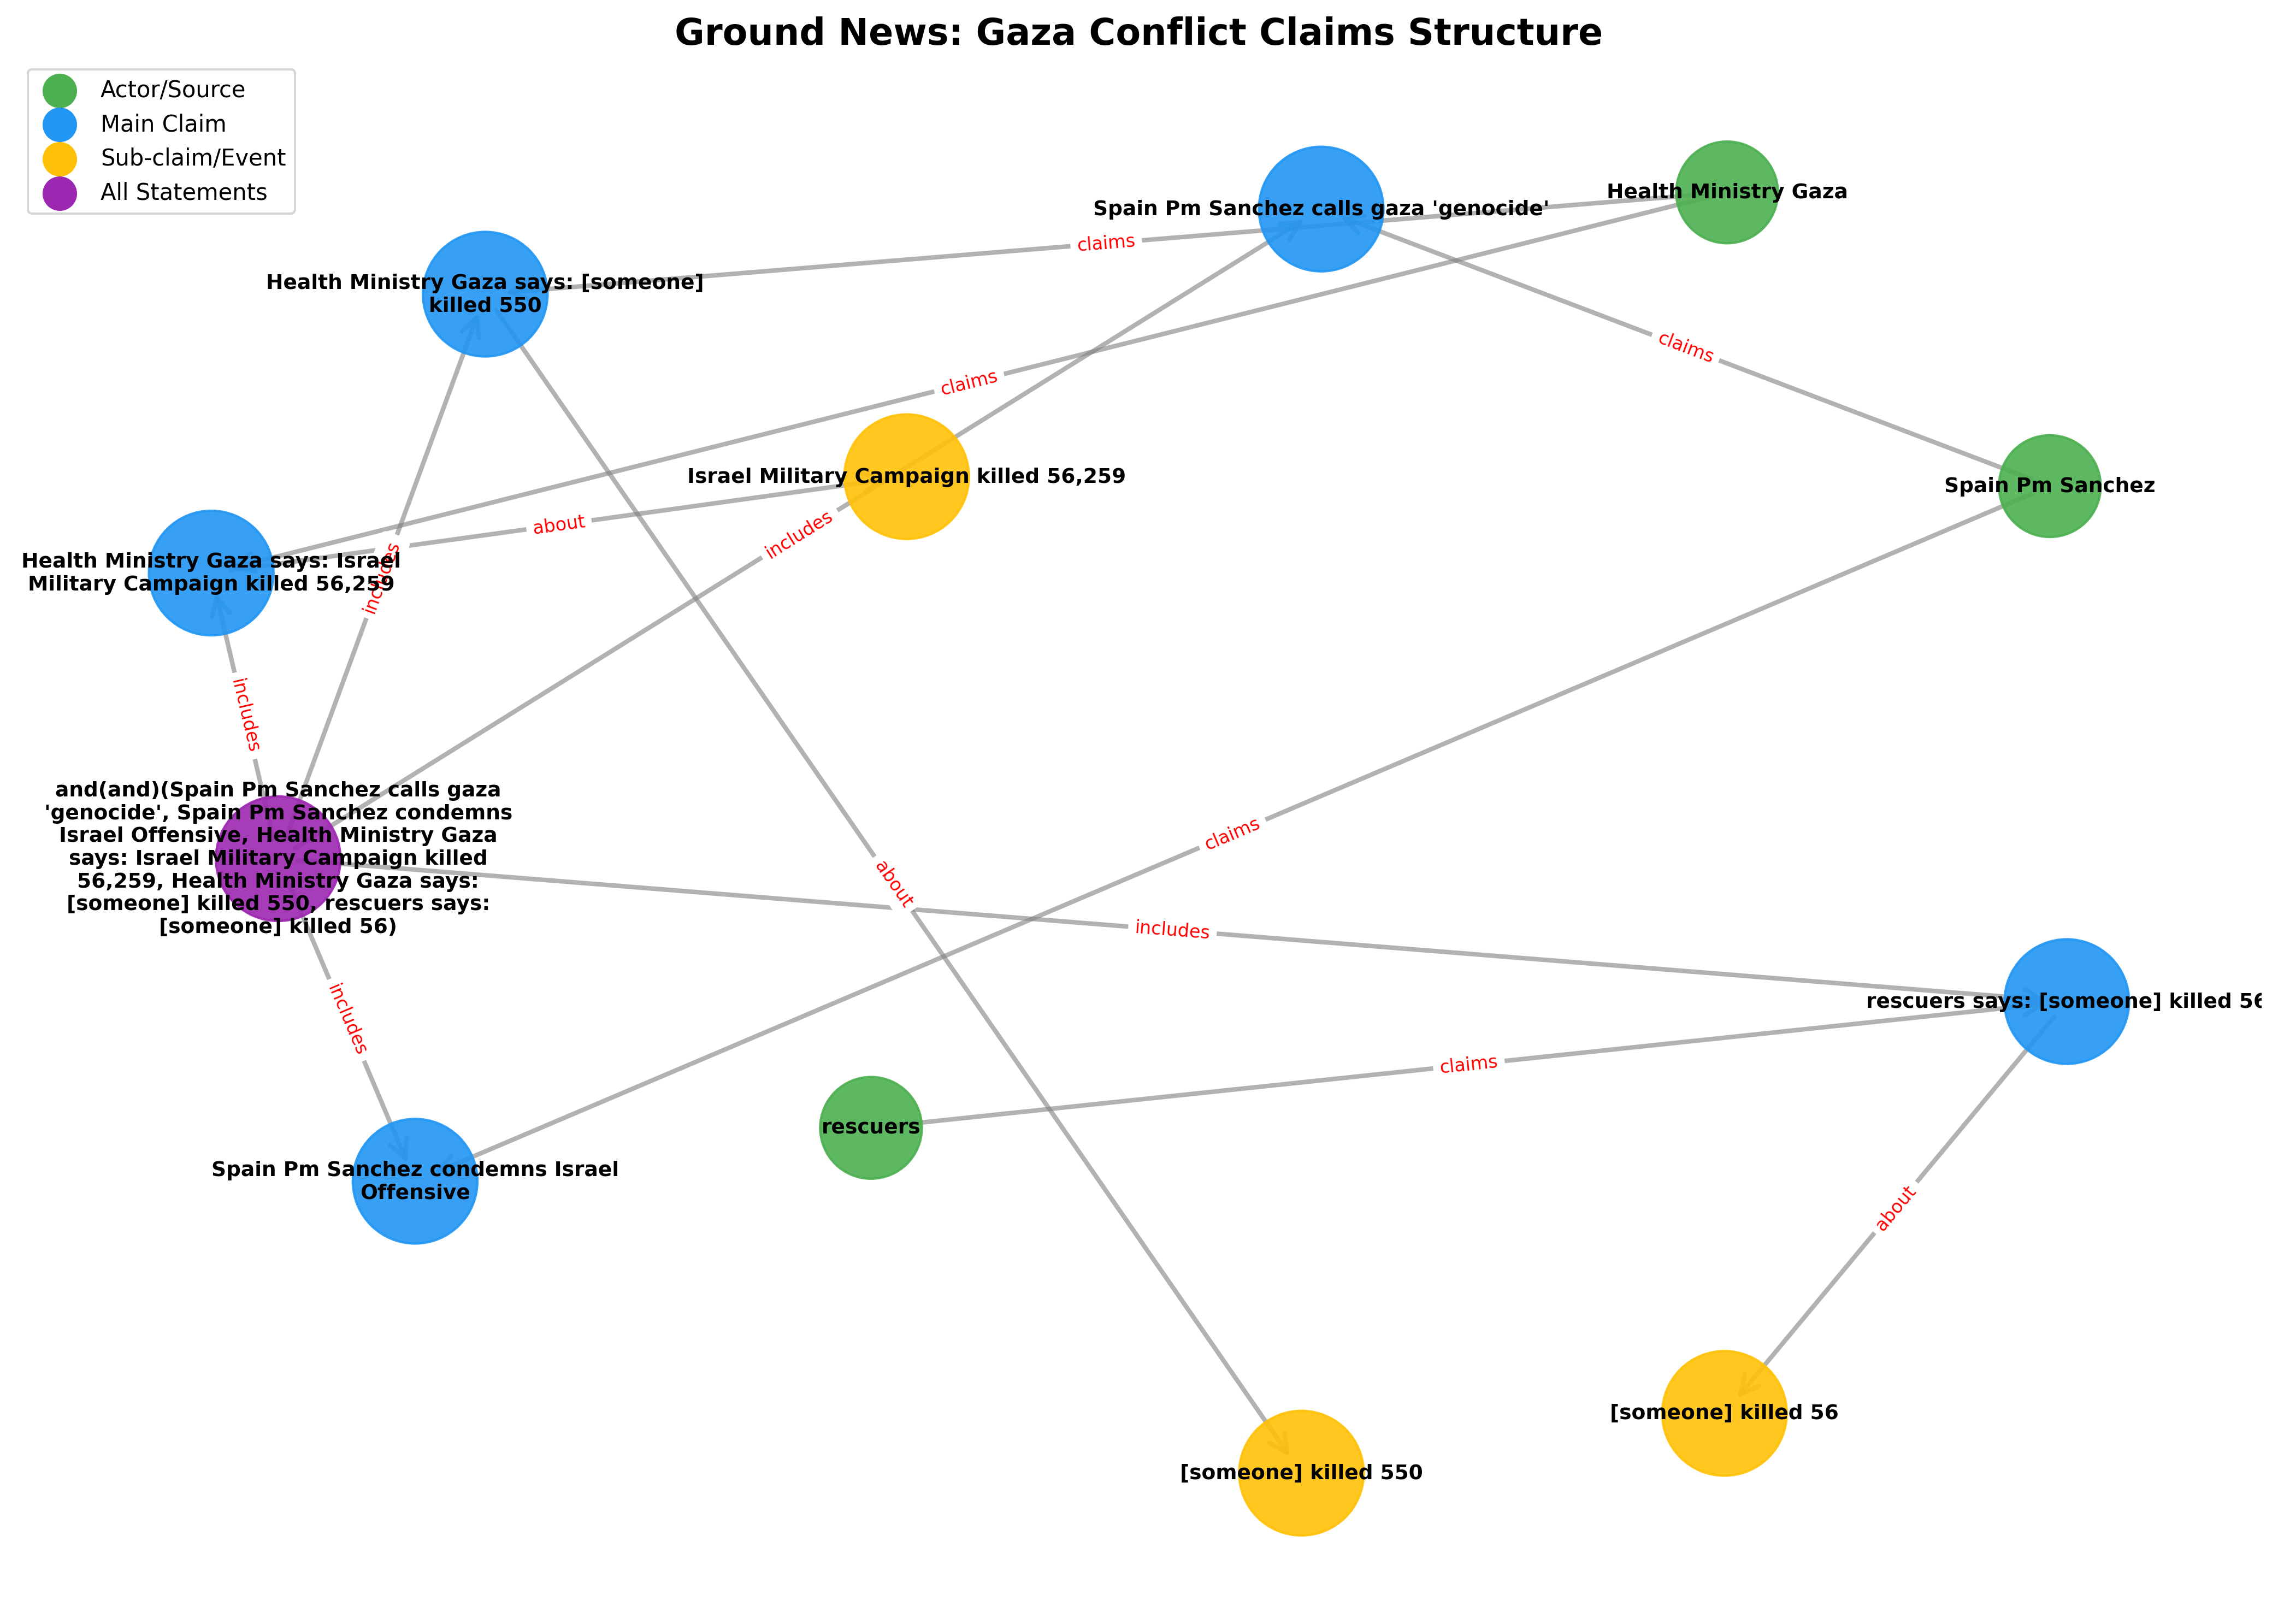 Ground News: Gaza Conflict Claims Structure
Actor/Source
Main Claim
Sub-claim/Event
All Statements
Health Ministry Gaza
Spain Pm Sanchez calls gaza 'genocide'
claims
Health Ministry Gaza says: [someone]
killed 550
claims
claims
Israel Military Campaign killed 56,259
Spain Pm Sanchez
about
includes
includes
Health Ministry Gaza says: Israel
Military Campaign killed 56,259
includes
and(and)(Spain Pm Sanchez calls gaza
'genocide', Spain Pm Sanchez condemns
Israel Offensive, Health Ministry Gaza
says: Israel Military Campaign killed
56,259, Health Ministry Gaza says:
[someone] killed 550, rescuers says:
[someone] killed 56)
claims
about
includes
includes
rescuers says: [someone] killed 56
claims
rescuers
Spain Pm Sanchez condemns Israel
Offensive
about
[someone] killed 56
[someone] killed 550